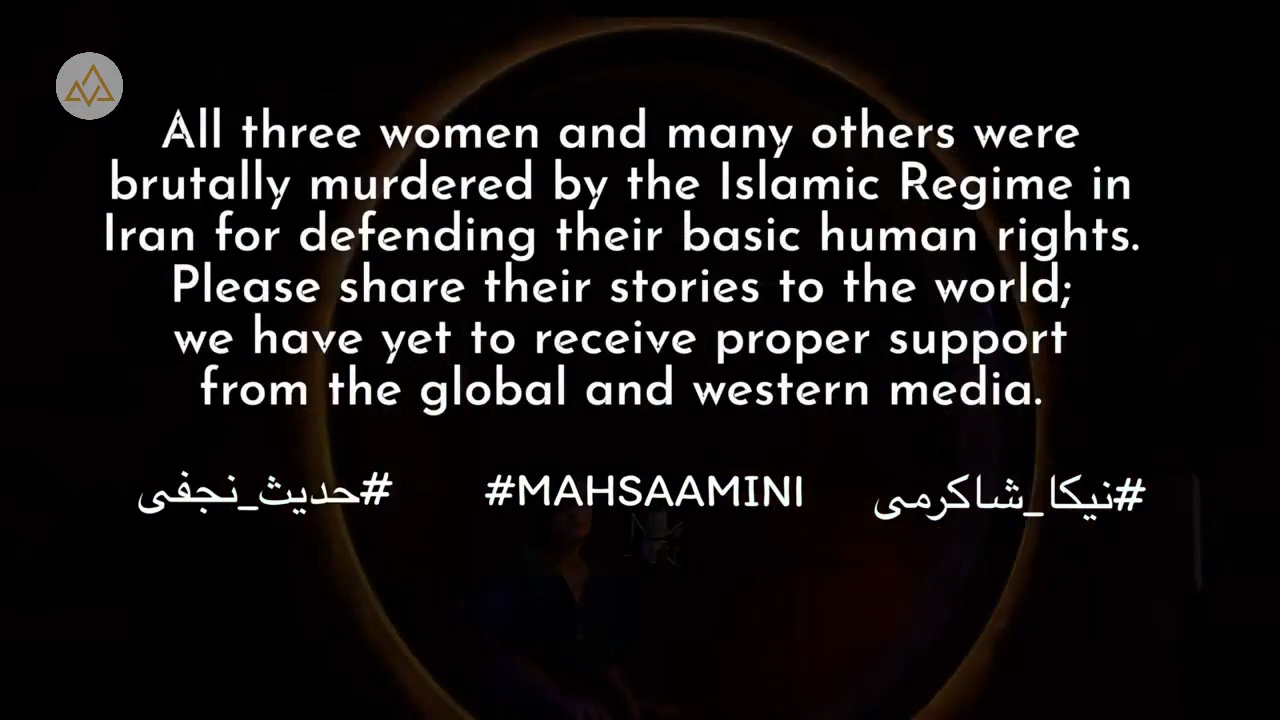 All three women and many others were
brutally murdered by the Islamic Regime in
Iran for defending their basic human rights.
Please share their stories to the world;
we have yet to receive proper support
from the global and western media.
#حدیث_نجفی #MAHSAAMINI #نیکا_شاکرمی